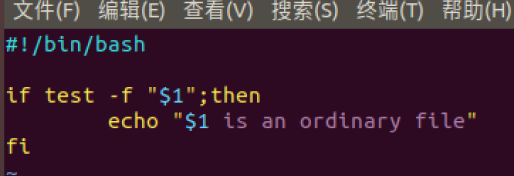 文件(F) 编辑(E) 查看(V) 搜索(S) 终端(T) 帮助(H)
#!/bin/bash
if test -f "$1";then
        echo "$1 is an ordinary file"
fi
~